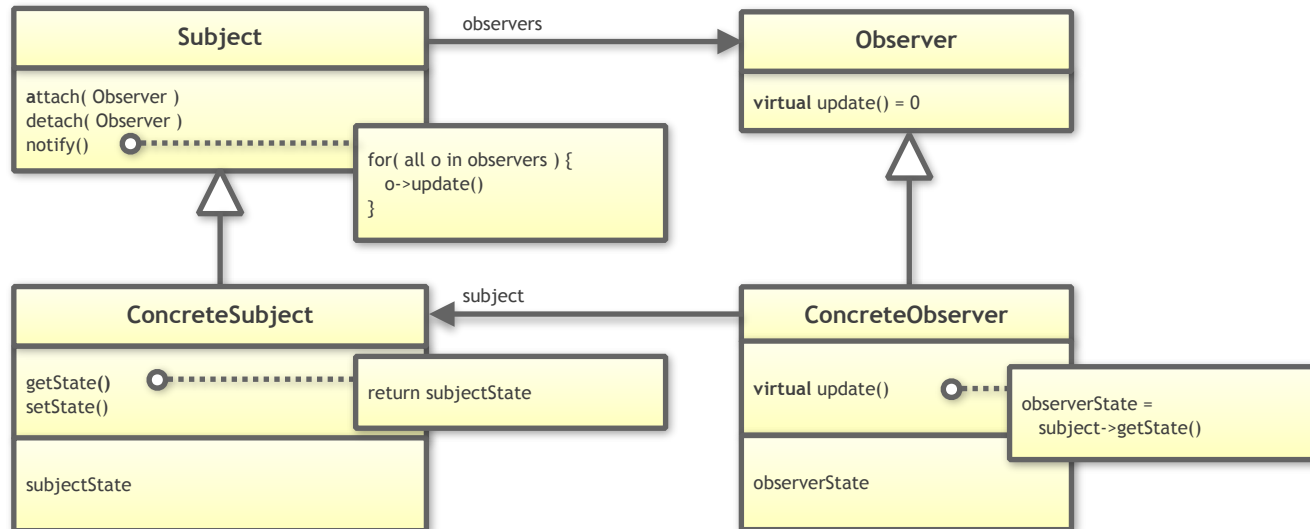 Subject
observers
Observer
attach( Observer )
detach( Observer )
notify()
for( all o in observers ) {
o->update()
}
virtual update() = 0
ConcreteSubject
subject
ConcreteObserver
getState()
setState()
return subjectState
virtual update()
observerState =
subject->getState()
subjectState
observerState